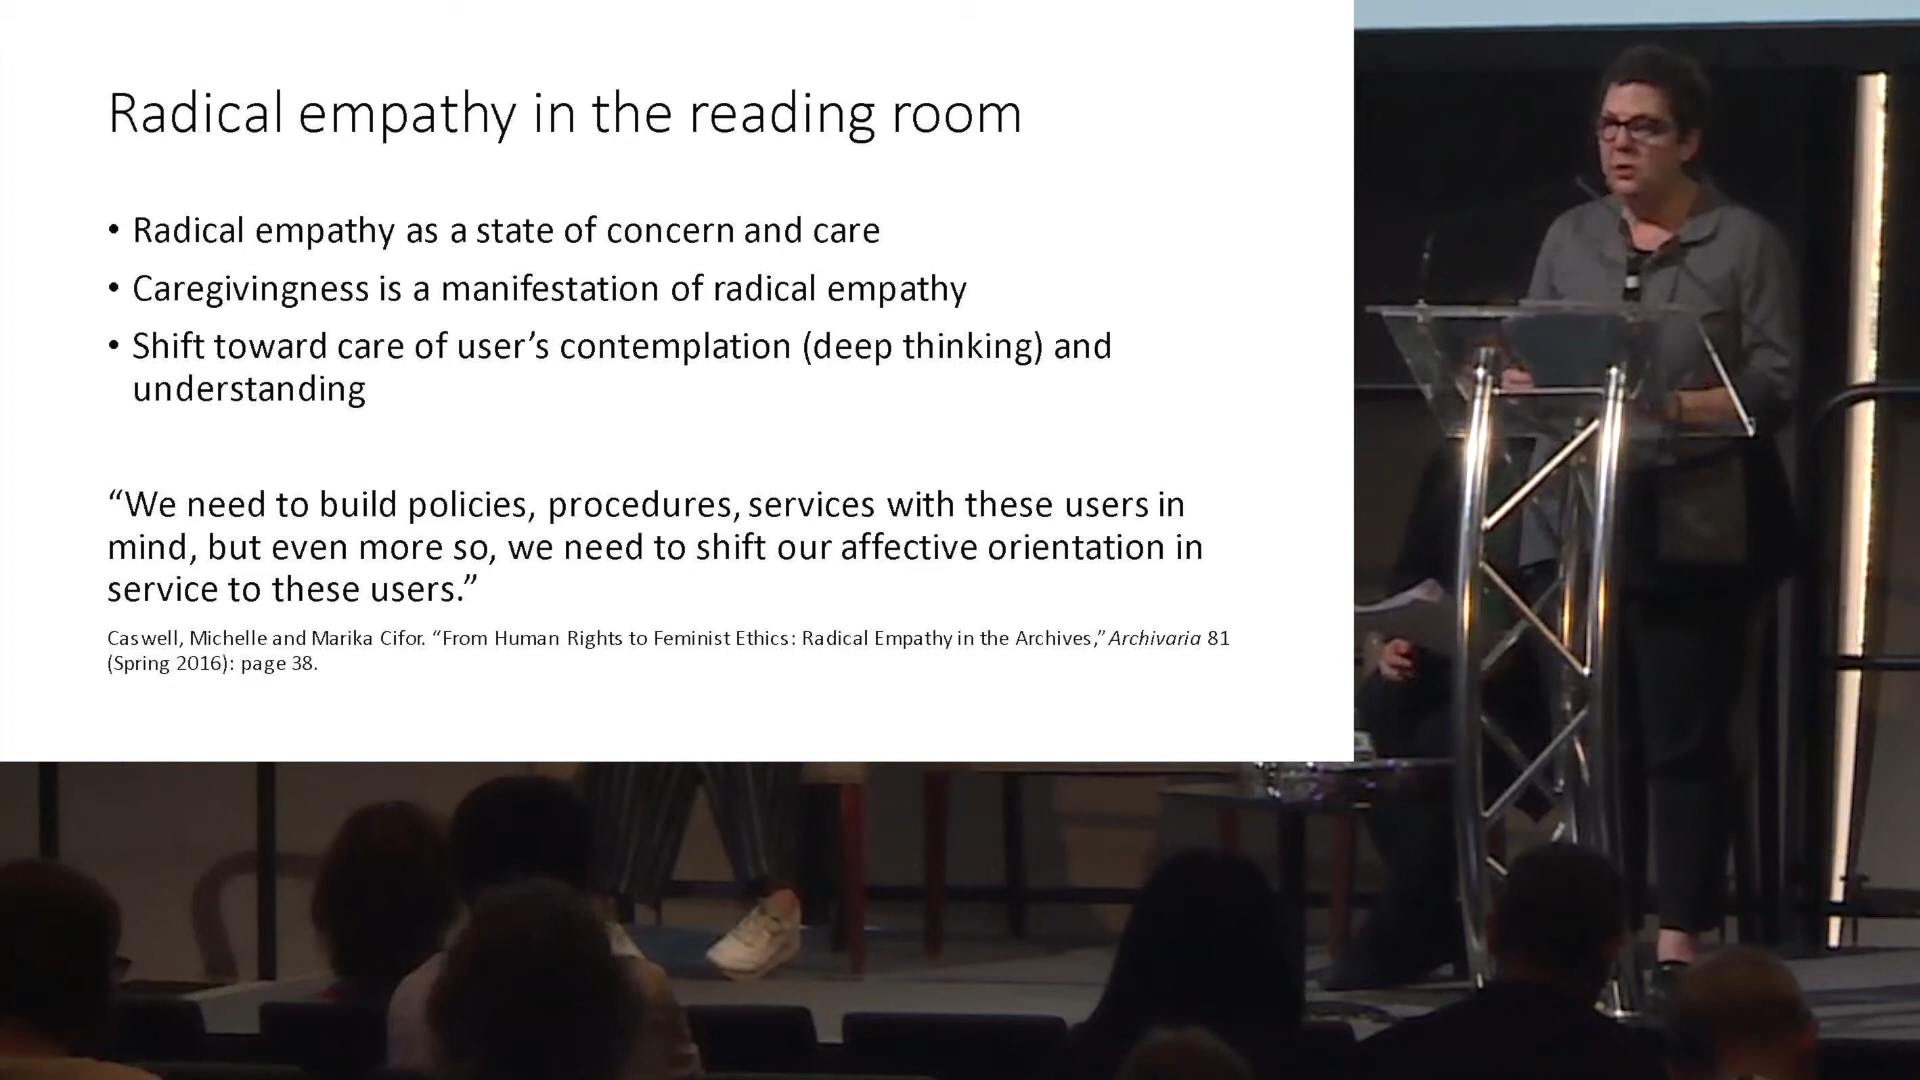 Radical empathy in the reading room
• Radical empathy as a state of concern and care
• Caregivingness is a manifestation of radical empathy
• Shift toward care of user’s contemplation (deep thinking) and
understanding
“We need to build policies, procedures, services with these users in
mind, but even more so, we need to shift our affective orientation in
service to these users.”
Caswell, Michelle and Marika Cifor. “From Human Rights to Feminist Ethics: Radical Empathy in the Archives,” Archivaria 81
(Spring 2016): page 38.